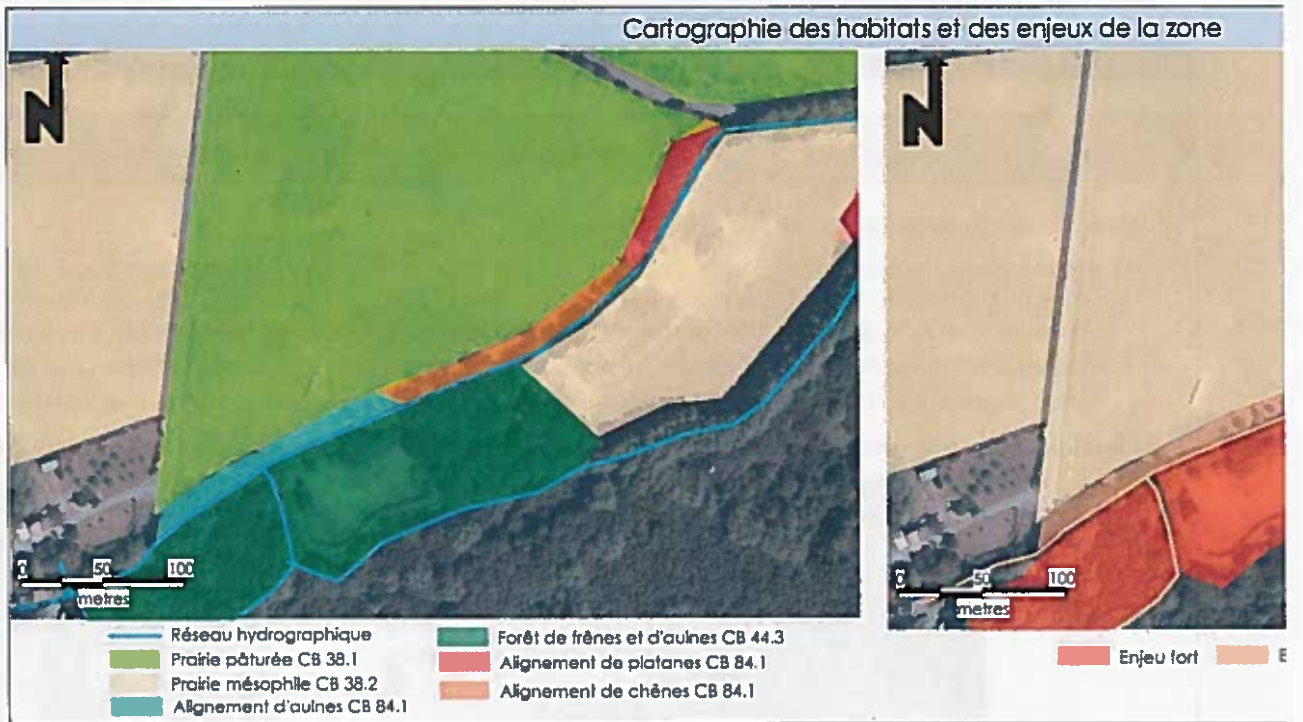 Cartographie des habitats et des enjeux de la zone
N
0 50 100
metres
N
0 50 100
metres
Réseau hydrographique
Prairie pâturée CB 38.1
Prairie mésophile CB 38.2
Alignement d'aulnes CB 84.1
Forêt de frênes et d'aulnes CB 44.3
Alignement de platanes CB 84.1
Alignement de chênes CB 84.1
Enjeu fort
E